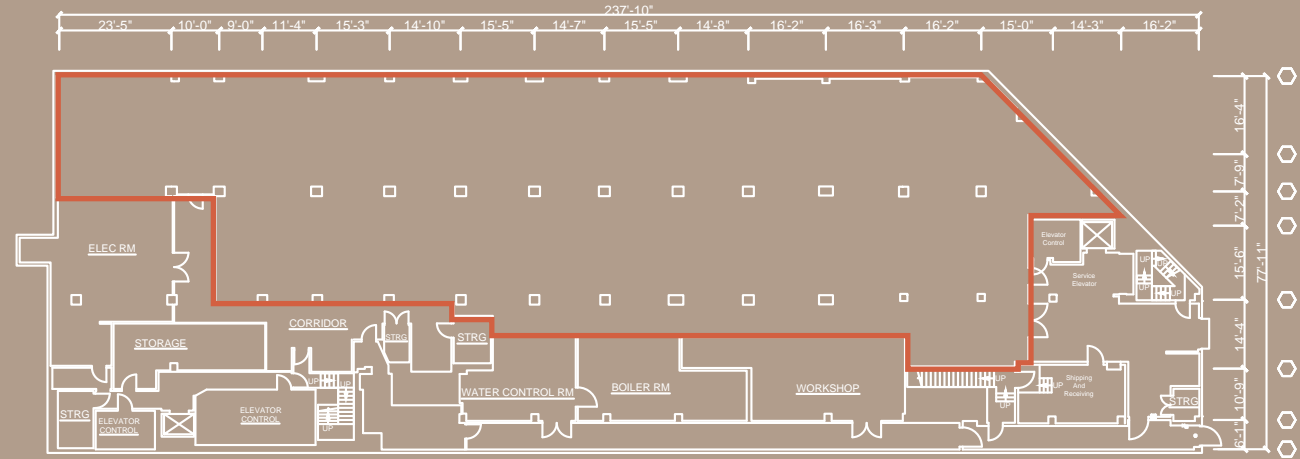 237'-10"
23'-5" 10'-0" 9'-0" 11'-4" 15'-3" 14'-10" 15'-5" 14'-7" 15'-5" 14'-8" 16'-2" 16'-3" 16'-2" 15'-0" 14'-3" 16'-2"
16'-4"
7'-9"
7'-2"
15'-6"
77'-11"
14'-4"
10'-9"
6'-1"
ELEC RM
Elevator
Control
UP
UP
UP
UP
Service
Elevator
CORRIDOR
STORAGE
STRG
STRG
UP
UP
UP
WATER CONTROL RM
BOILER RM
WORKSHOP
UP
UP
UP
Shipping
And
Receiving
STRG
STRG
ELEVATOR
CONTROL
ELEVATOR
CONTROL